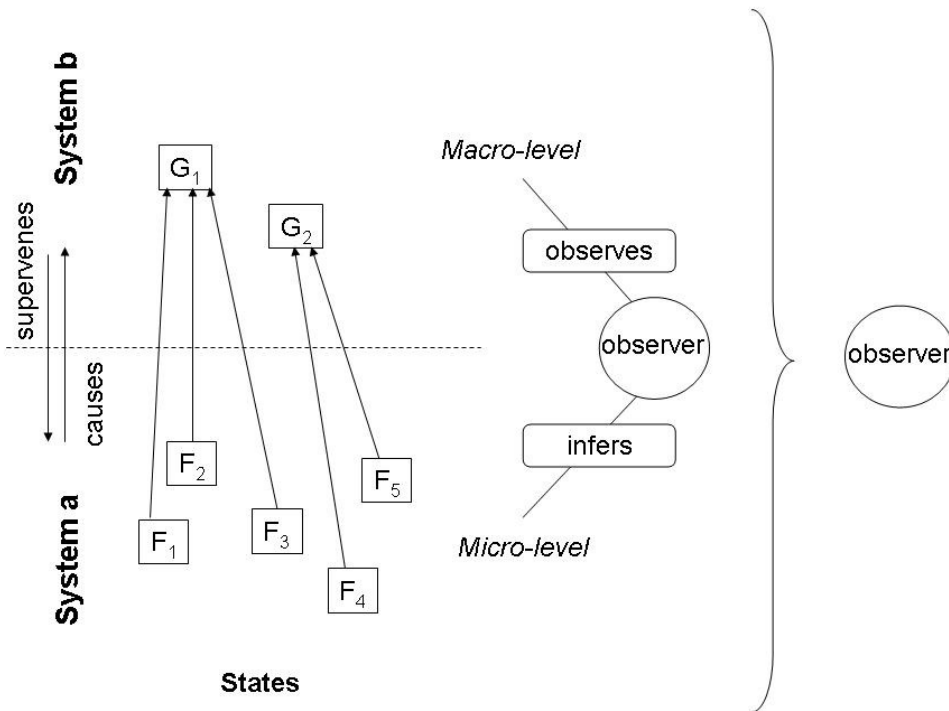 System b
System a
supervenes
causes
G₁
G₂
F₁
F₂
F₃
F₄
F₅
States
Macro-level
observes
observer
infers
Micro-level
observer